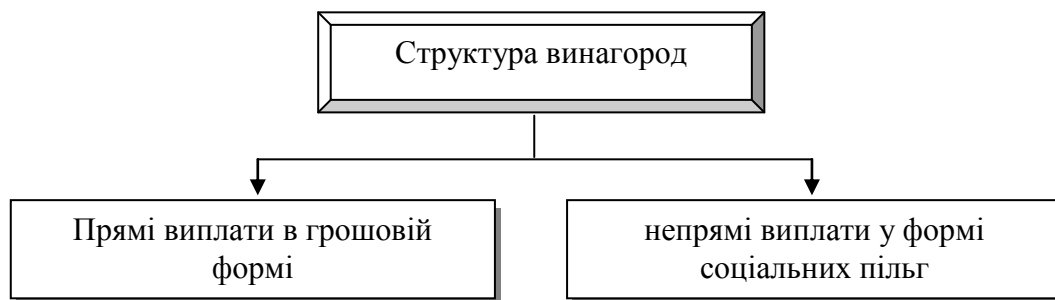 Структура винагород
Прямі виплати в грошовій
формі
непрямі виплати у формі
соціальних пільг